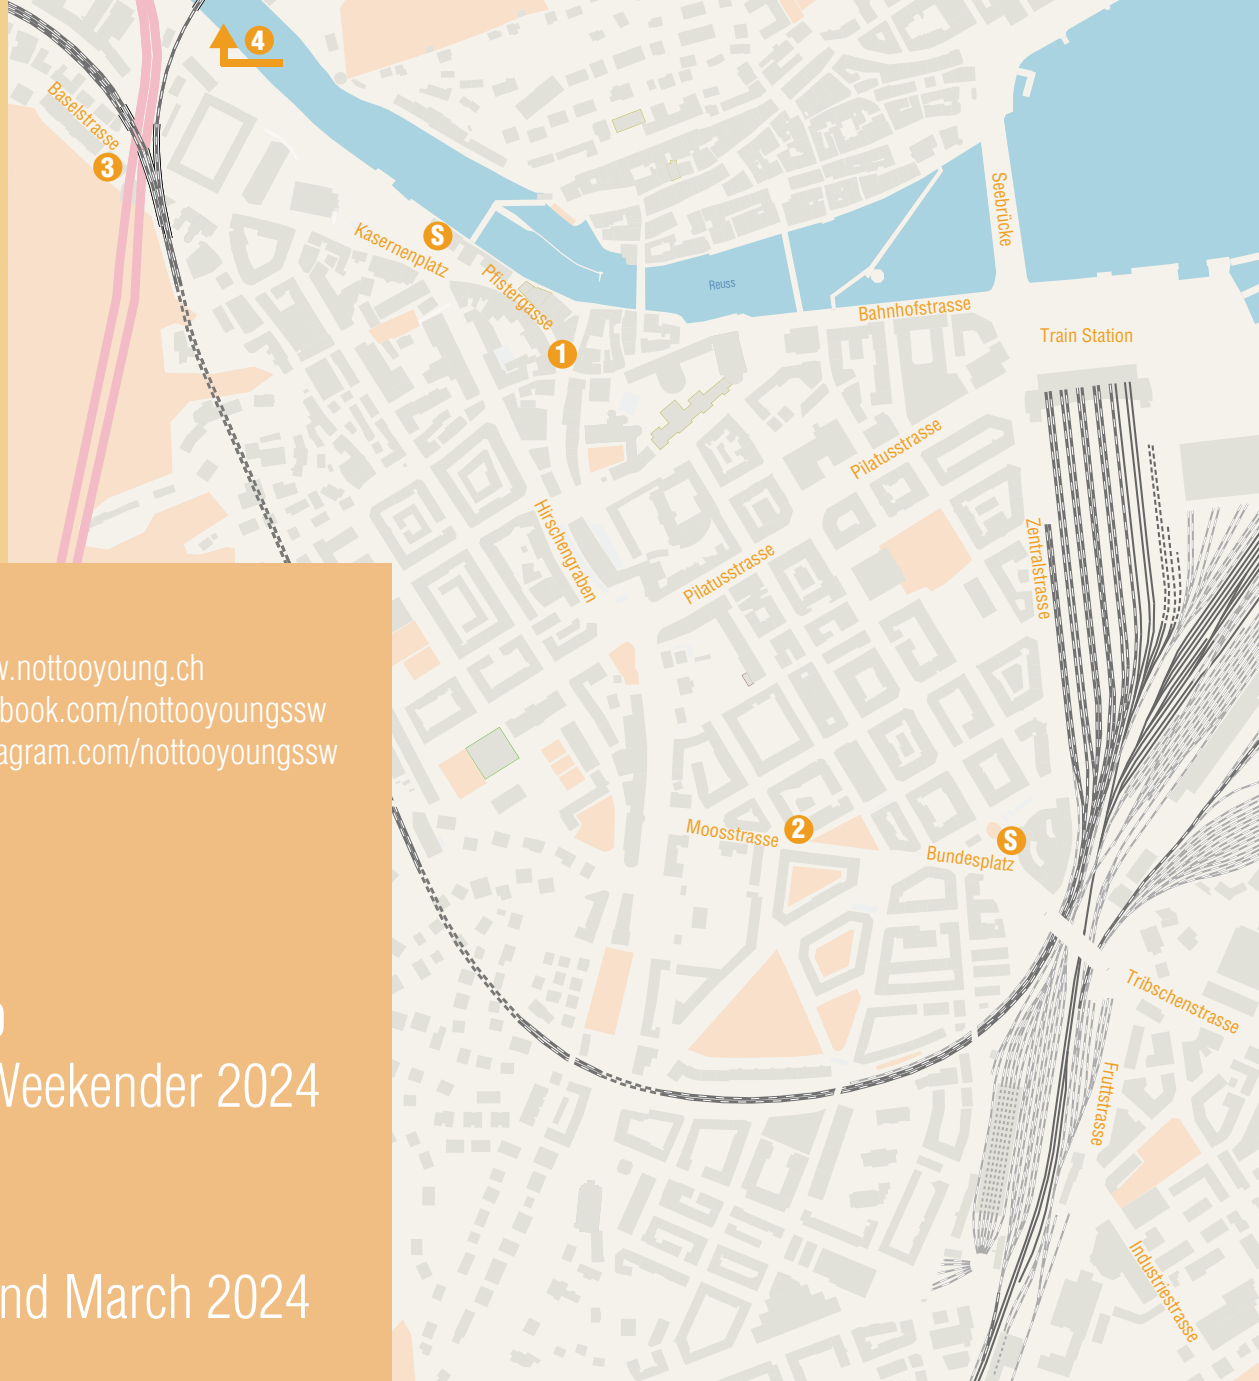 4
Baselstrasse
3
Kasernenplatz
S
Pfistergasse
1
Reuss
Seebrücke
Bahnhofstrasse
Train Station
Pilatusstrasse
Hirschengraben
Pilatusstrasse
Zentralstrasse
w.nottooyoung.ch
book.com/nottooyoungssw
agram.com/nottooyoungssw
Moosstrasse
2
Bundesplatz
S
Tribschenstrasse
Weekender 2024
Fruttstrasse
Industriestrasse
nd March 2024